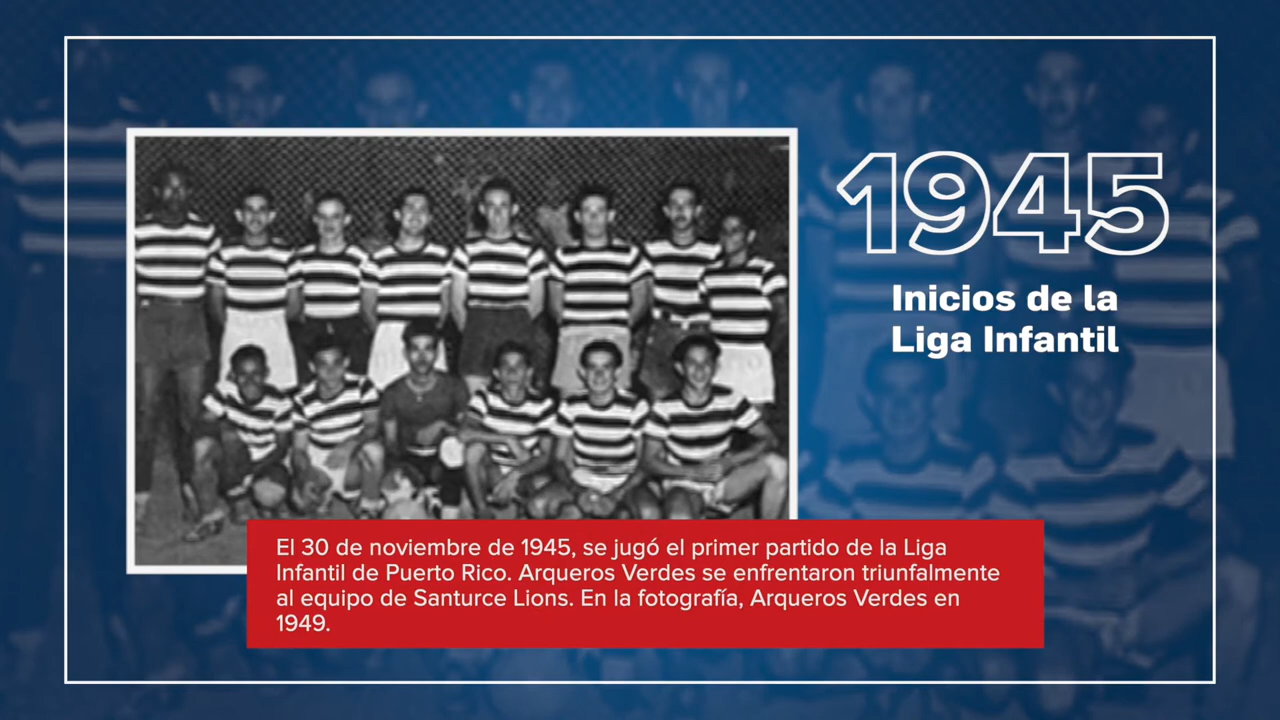 1945
Inicios de la
Liga Infantil
El 30 de noviembre de 1945, se jugó el primer partido de la Liga
Infantil de Puerto Rico. Arqueros Verdes se enfrentaron triunfalmente
al equipo de Santurce Lions. En la fotografía, Arqueros Verdes en
1949.